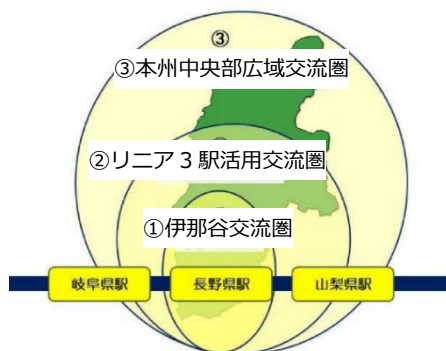 ③
③本州中央部広域交流圏
②リニア３駅活用交流圏
①伊那谷交流圏
岐阜県駅
長野県駅
山梨県駅